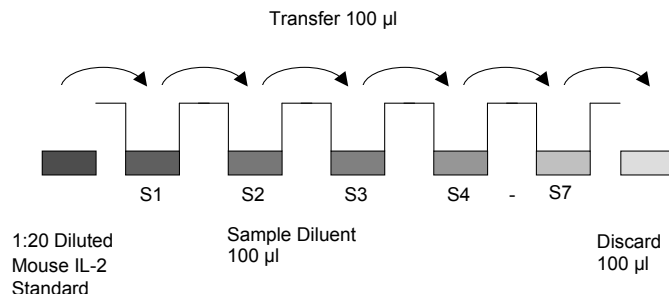 Transfer 100 µl
S1 S2 S3 S4 - S7
1:20 Diluted
Mouse IL-2
Standard
Sample Diluent
100 µl
Discard
100 µl